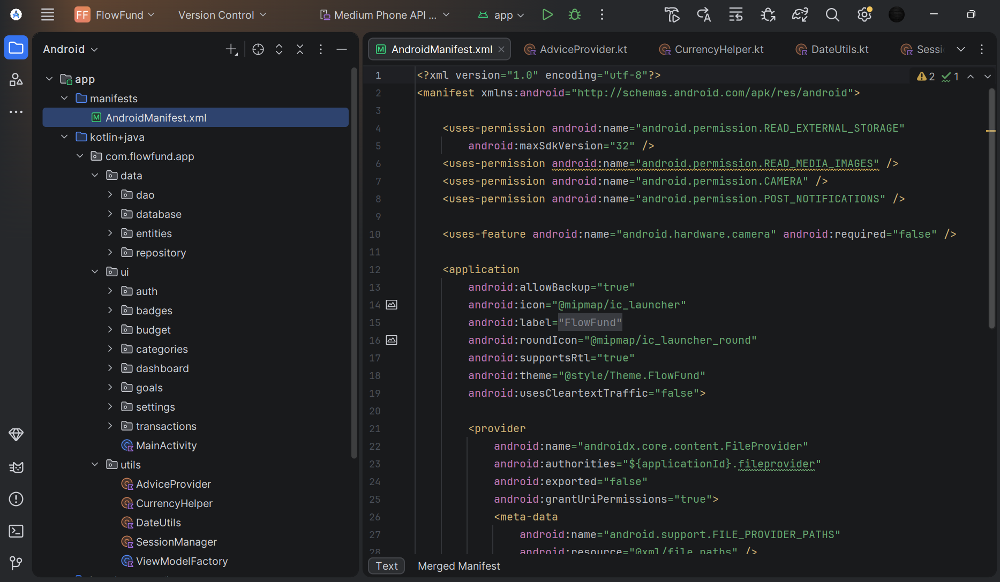 FF FlowFund
Version Control
Medium Phone API ...
app
Android
app
manifests
AndroidManifest.xml
kotlin+java
com.flowfund.app
data
dao
database
entities
repository
ui
auth
badges
budget
categories
dashboard
goals
settings
transactions
MainActivity
utils
AdviceProvider
CurrencyHelper
DateUtils
SessionManager
ViewModelFactory
AndroidManifest.xml
AdviceProvider.kt
CurrencyHelper.kt
DateUtils.kt
Sessi
2 1
1 <?xml version="1.0" encoding="utf-8"?>
2 <manifest xmlns:android="http://schemas.android.com/apk/res/android">
3
4 <uses-permission android:name="android.permission.READ_EXTERNAL_STORAGE"
5 android:maxSdkVersion="32" />
6 <uses-permission android:name="android.permission.READ_MEDIA_IMAGES" />
7 <uses-permission android:name="android.permission.CAMERA" />
8 <uses-permission android:name="android.permission.POST_NOTIFICATIONS" />
9
10 <uses-feature android:name="android.hardware.camera" android:required="false" />
11
12 <application
13 android:allowBackup="true"
14 android:icon="@mipmap/ic_launcher"
15 android:label="FlowFund"
16 android:roundIcon="@mipmap/ic_launcher_round"
17 android:supportsRtl="true"
18 android:theme="@style/Theme.FlowFund"
19 android:usesCleartextTraffic="false">
20
21 <provider
22 android:name="androidx.core.content.FileProvider"
23 android:authorities="${applicationId}.fileprovider"
24 android:exported="false"
25 android:grantUriPermissions="true">
26 <meta-data
27 android:name="android.support.FILE_PROVIDER_PATHS"
28 android:resource="@xml/file_paths" />
Text
Merged Manifest